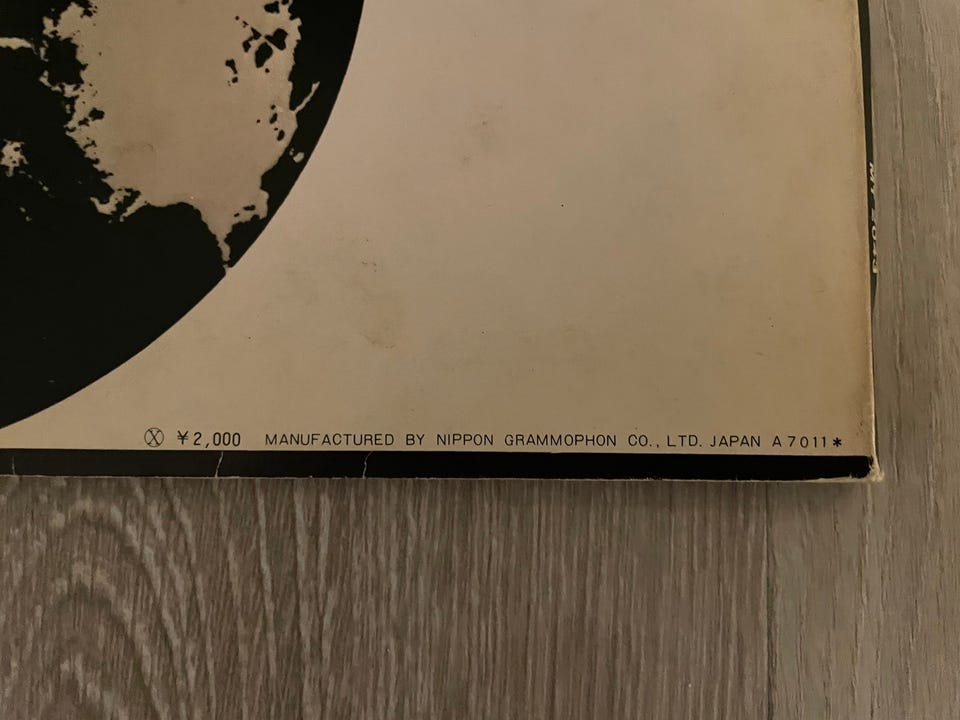 Ⓧ ¥2,000 MANUFACTURED BY NIPPON GRAMMOPHON CO., LTD. JAPAN A7011*